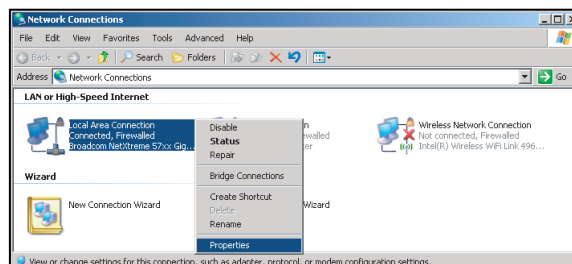 Network Connections
File Edit View Favorites Tools Advanced Help
Back Search Folders
Address Network Connections Go
LAN or High-Speed Internet
Local Area Connection
Connected, Firewalled
Broadcom NetXtreme 57xx Gig...
Disable
Status
Repair
Bridge Connections
Create Shortcut
Delete
Rename
Properties
n
ewalled
ter
Wireless Network Connection
Not connected, Firewalled
Intel(R) Wireless WiFi Link 496...
Wizard
New Connection Wizard
Wizard
View or change settings for this connection, such as adapter, protocol, or modem configuration settings.